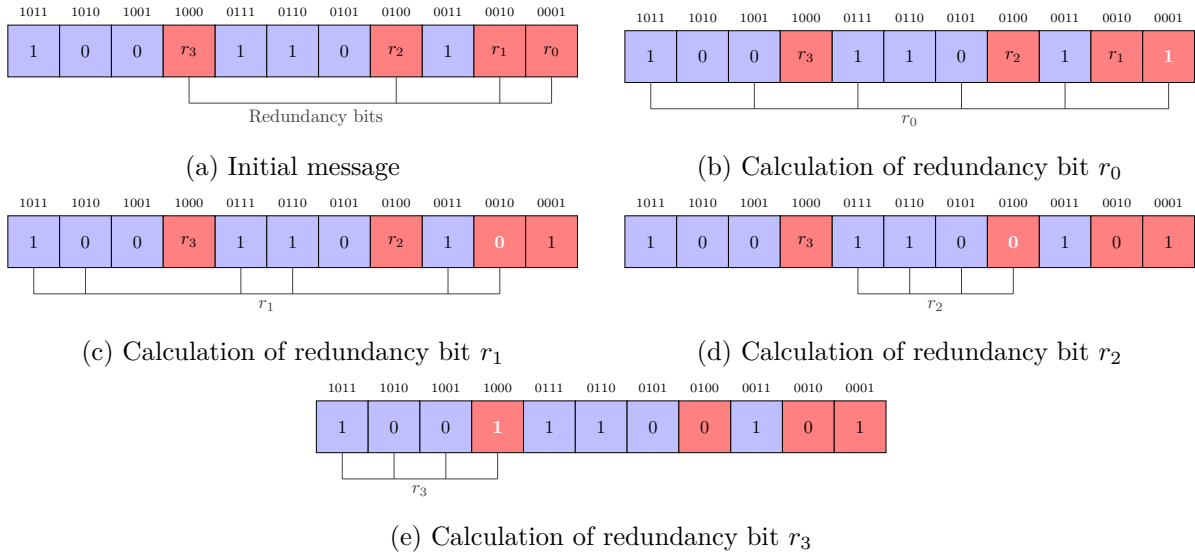 1011 1010 1001 1000 0111 0110 0101 0100 0011 0010 0001
1 0 0 r₃ 1 1 0 r₂ 1 r₁ r₀
Redundancy bits
(a) Initial message
1011 1010 1001 1000 0111 0110 0101 0100 0011 0010 0001
1 0 0 r₃ 1 1 0 r₂ 1 r₁ 1
r₀
(b) Calculation of redundancy bit r₀
1011 1010 1001 1000 0111 0110 0101 0100 0011 0010 0001
1 0 0 r₃ 1 1 0 r₂ 1 0 1
r₁
(c) Calculation of redundancy bit r₁
1011 1010 1001 1000 0111 0110 0101 0100 0011 0010 0001
1 0 0 r₃ 1 1 0 0 1 0 1
r₂
(d) Calculation of redundancy bit r₂
1011 1010 1001 1000 0111 0110 0101 0100 0011 0010 0001
1 0 0 1 1 1 0 0 1 0 1
r₃
(e) Calculation of redundancy bit r₃